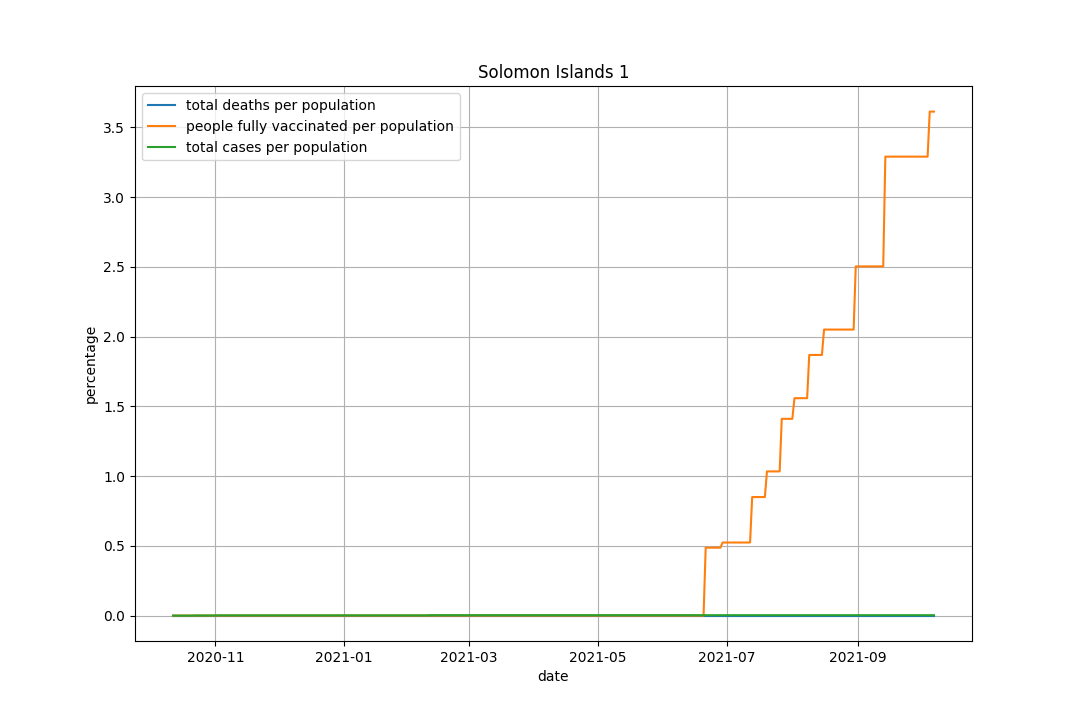 Solomon Islands 1
total deaths per population
people fully vaccinated per population
total cases per population
3.5
3.0
2.5
2.0
1.5
1.0
0.5
0.0
percentage
2020-11 2021-01 2021-03 2021-05 2021-07 2021-09
date